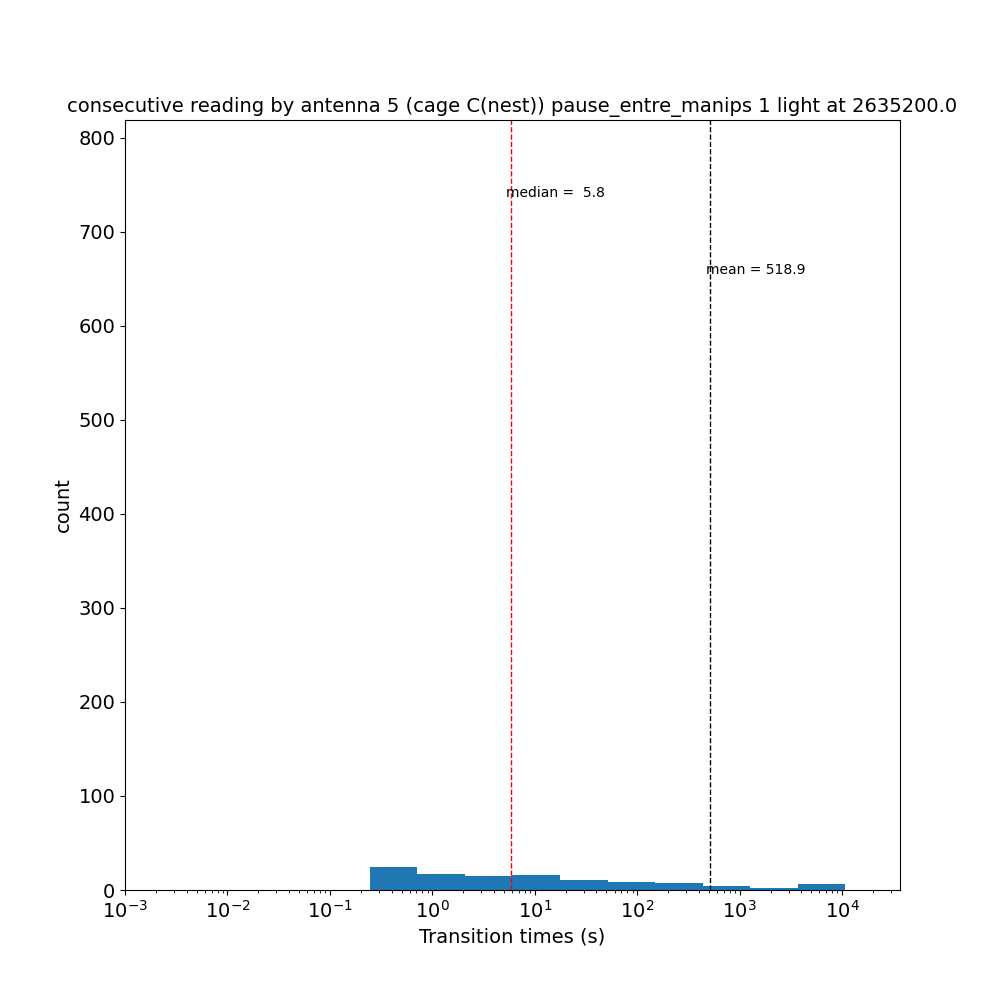 consecutive reading by antenna 5 (cage C(nest)) pause_entre_manips 1 light at 2635200.0
800
median =  5.8
700
mean = 518.9
600
500
count
400
300
200
100
0
10⁻³ 10⁻² 10⁻¹ 10⁰ 10¹ 10² 10³ 10⁴
Transition times (s)